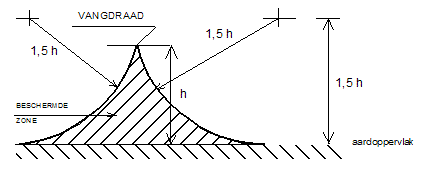 VANGDRAAD
1,5 h
1,5 h
1,5 h
h
BESCHERMDE
ZONE
aardoppervlak